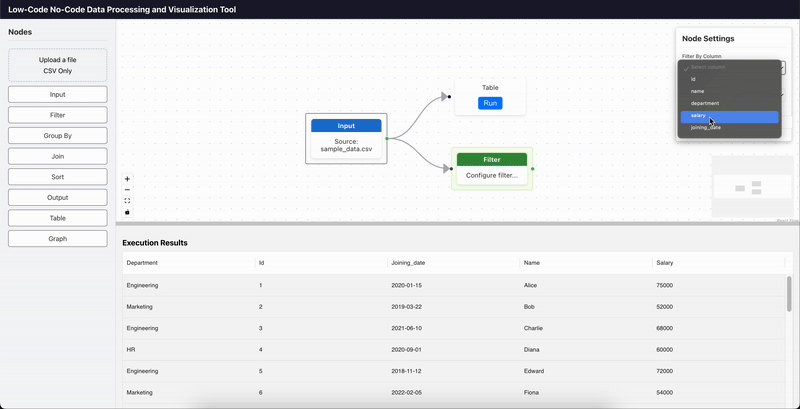 Low-Code No-Code Data Processing and Visualization Tool
Nodes
Upload a file
CSV Only
Input
Filter
Group By
Join
Sort
Output
Table
Graph
Input
Source:
sample_data.csv
Table
Run
Filter
Configure filter...
Node Settings
Filter By Column
Select column
id
name
department
salary
joining_date
React Flow
Execution Results
Department Id Joining_date Name Salary
Engineering 1 2020-01-15 Alice 75000
Marketing 2 2019-03-22 Bob 52000
Engineering 3 2021-06-10 Charlie 68000
HR 4 2020-09-01 Diana 60000
Engineering 5 2018-11-12 Edward 72000
Marketing 6 2022-02-05 Fiona 54000